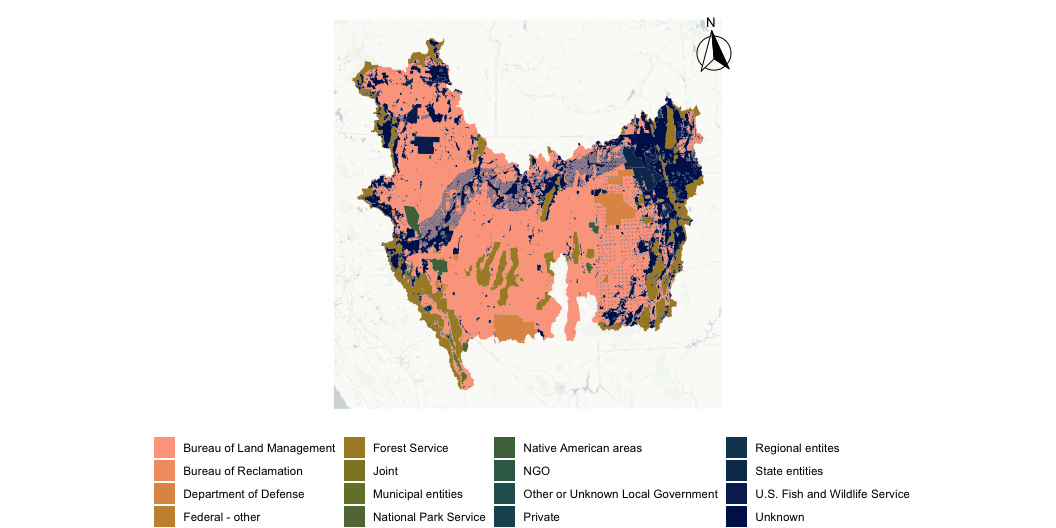 N
Bureau of Land Management
Forest Service
Native American areas
Regional entites
Bureau of Reclamation
Joint
NGO
State entities
Department of Defense
Municipal entities
Other or Unknown Local Government
U.S. Fish and Wildlife Service
Federal - other
National Park Service
Private
Unknown